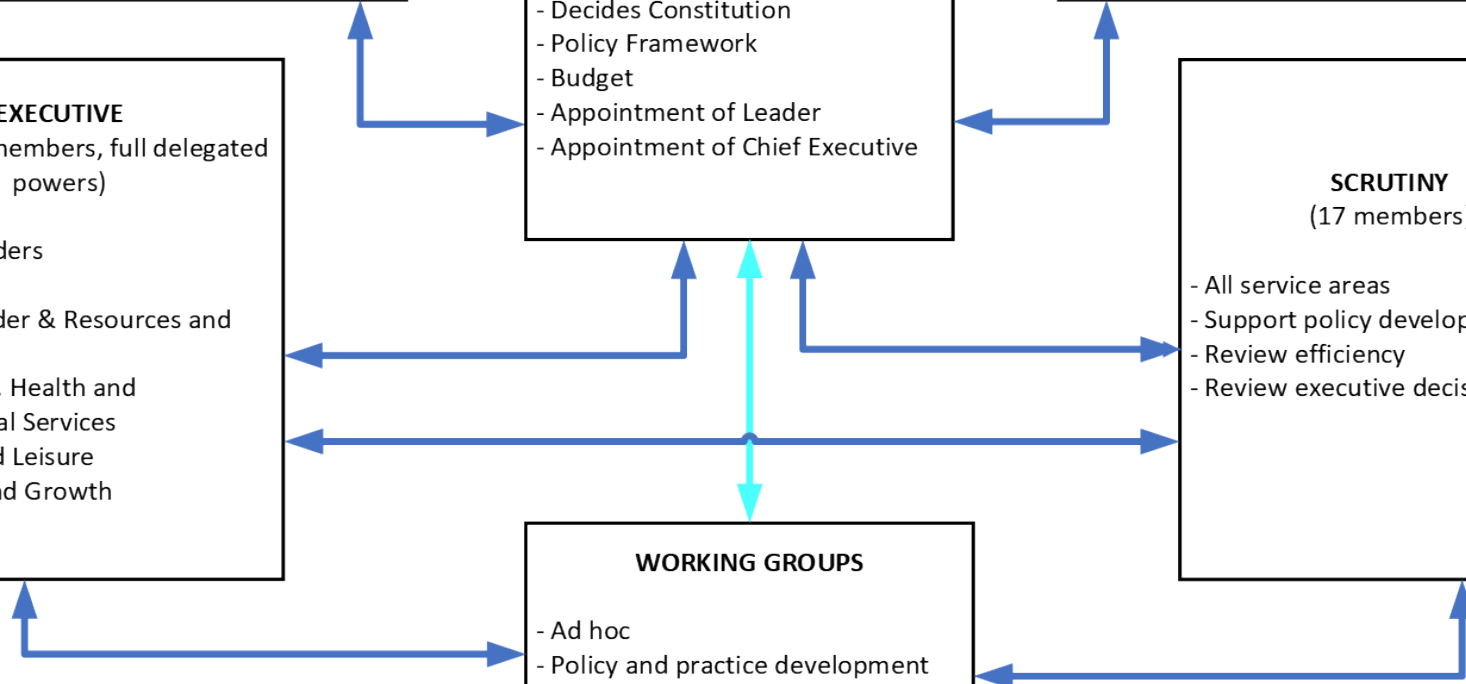 - Decides Constitution
- Policy Framework
- Budget
- Appointment of Leader
- Appointment of Chief Executive
EXECUTIVE
members, full delegated
powers)
ders
der & Resources and
Health and
al Services
d Leisure
nd Growth
SCRUTINY
(17 members)
- All service areas
- Support policy develop
- Review efficiency
- Review executive decis
WORKING GROUPS
- Ad hoc
- Policy and practice development